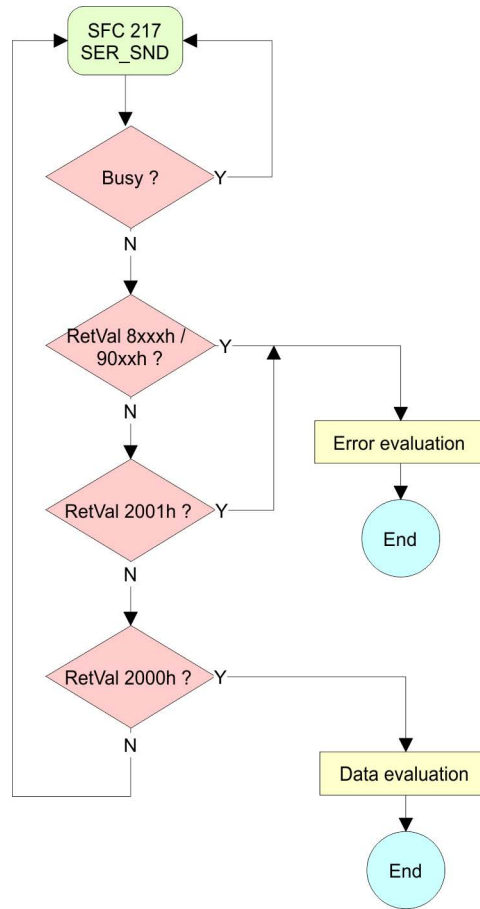 SFC 217
SER_SND
Busy ?
Y
N
RetVal 8xxxh /
90xxh ?
Y
N
Error evaluation
RetVal 2001h ?
Y
End
N
RetVal 2000h ?
Y
N
Data evaluation
End